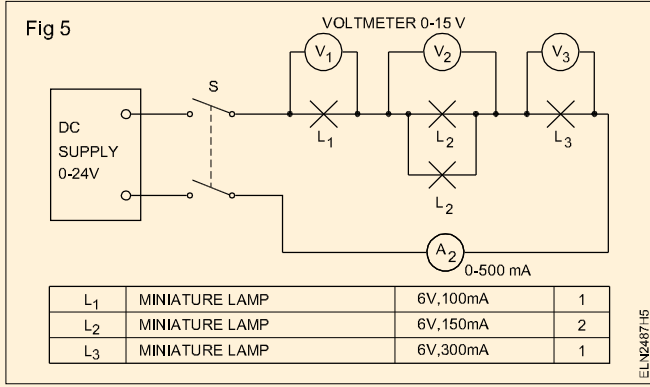 Fig 5
VOLTMETER 0-15 V
V1
V2
V3
S
DC
SUPPLY
0-24V
L1
L2
L3
L2
A2
0-500 mA
L1 MINIATURE LAMP 6V,100mA 1
L2 MINIATURE LAMP 6V,150mA 2
L3 MINIATURE LAMP 6V,300mA 1
ELN2487H5